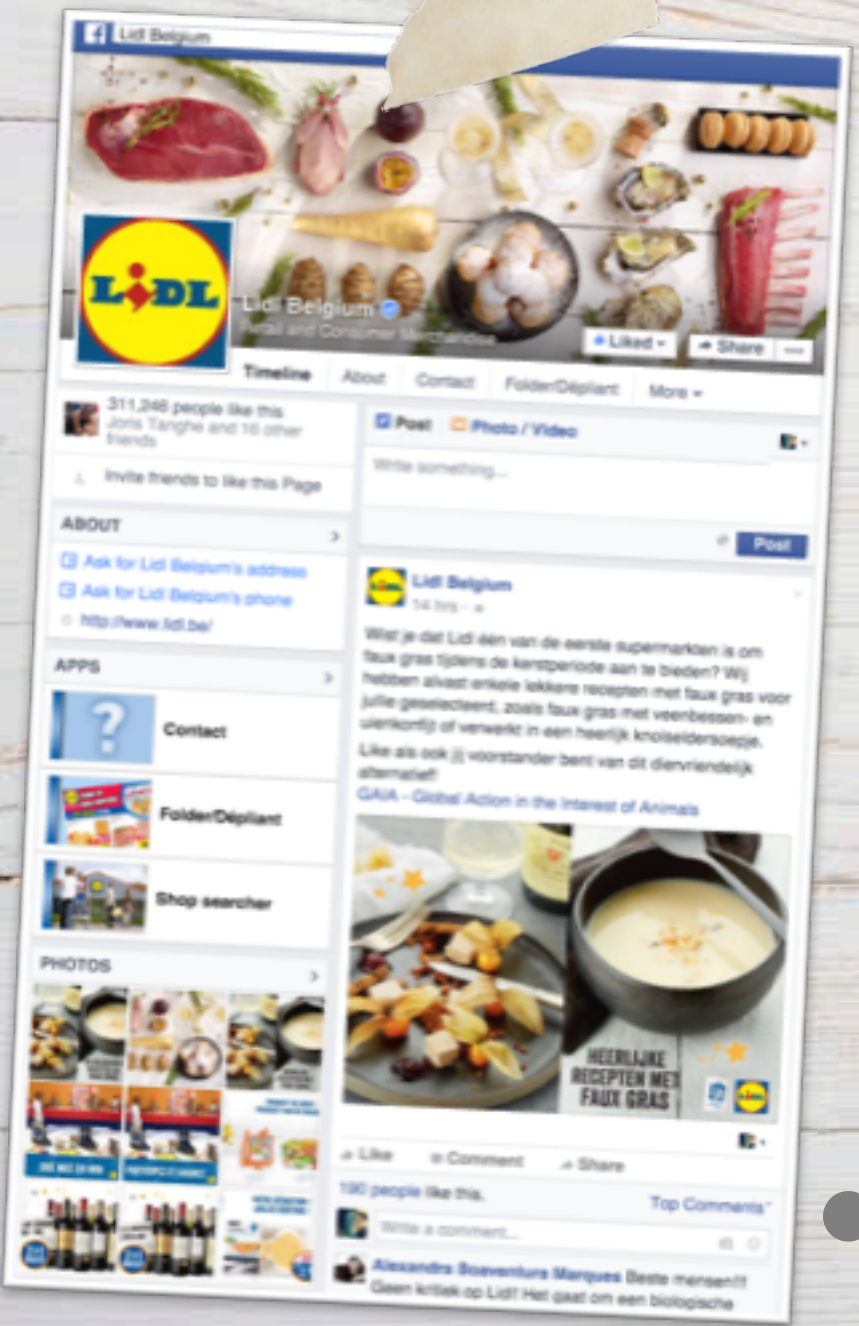 Lidl Belgium
LIDL
Lidl Belgium
Retail and Consumer Merchandise
Liked
Share
Timeline
About
Contact
Folder/Dépliant
More
311,246 people like this
Joris Tanghe and 16 other
friends
Invite friends to like this Page
ABOUT
Ask for Lidl Belgium's address
Ask for Lidl Belgium's phone
http://www.lidl.be/
APPS
Contact
Folder/Dépliant
Shop searcher
PHOTOS
Post
Photo / Video
Write something...
Post
Lidl Belgium
14 hrs
Wist je dat Lidl één van de eerste supermarkten is om
faux gras tijdens de kerstperiode aan te bieden? Wij
hebben alvast enkele lekkere recepten met faux gras voor
jullie geselecteerd, zoals faux gras met veenbessen- en
uienkonfijt of verwerkt in een heerlijk knolseldersoepje.
Like als ook jij voorstander bent van dit diervriendelijk
alternatief!
GAIA - Global Action in the Interest of Animals
HEERLIJKE
RECEPTEN MET
FAUX GRAS
Like
Comment
Share
190 people like this.
Top Comments
Write a comment...
Alexandra Boaventura Marques Beste mensen!!!
Geen kritiek op Lidl! Het gaat om een biologische